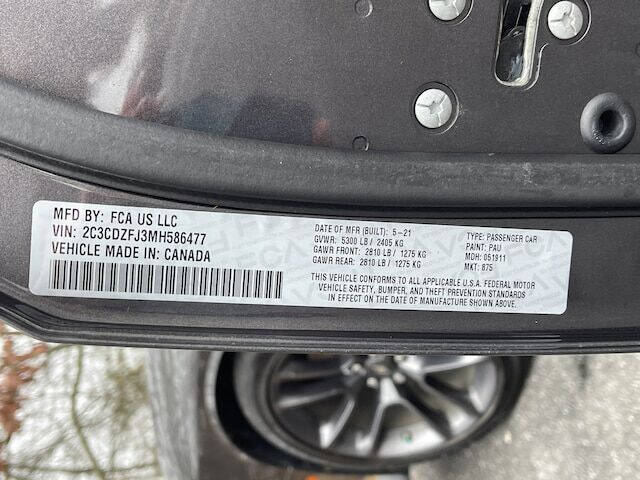 MFD BY: FCA US LLC
VIN: 2C3CDZFJ3MH586477
VEHICLE MADE IN: CANADA
DATE OF MFR (BUILT): 5-21
GVWR: 5300 LB / 2405 KG
GAWR FRONT: 2810 LB / 1275 KG
GAWR REAR: 2810 LB / 1275 KG
TYPE: PASSENGER CAR
PAINT: PAU
MDH: 051911
MKT: 875
THIS VEHICLE CONFORMS TO ALL APPLICABLE U.S.A. FEDERAL MOTOR
VEHICLE SAFETY, BUMPER, AND THEFT PREVENTION STANDARDS
IN EFFECT ON THE DATE OF MANUFACTURE SHOWN ABOVE.